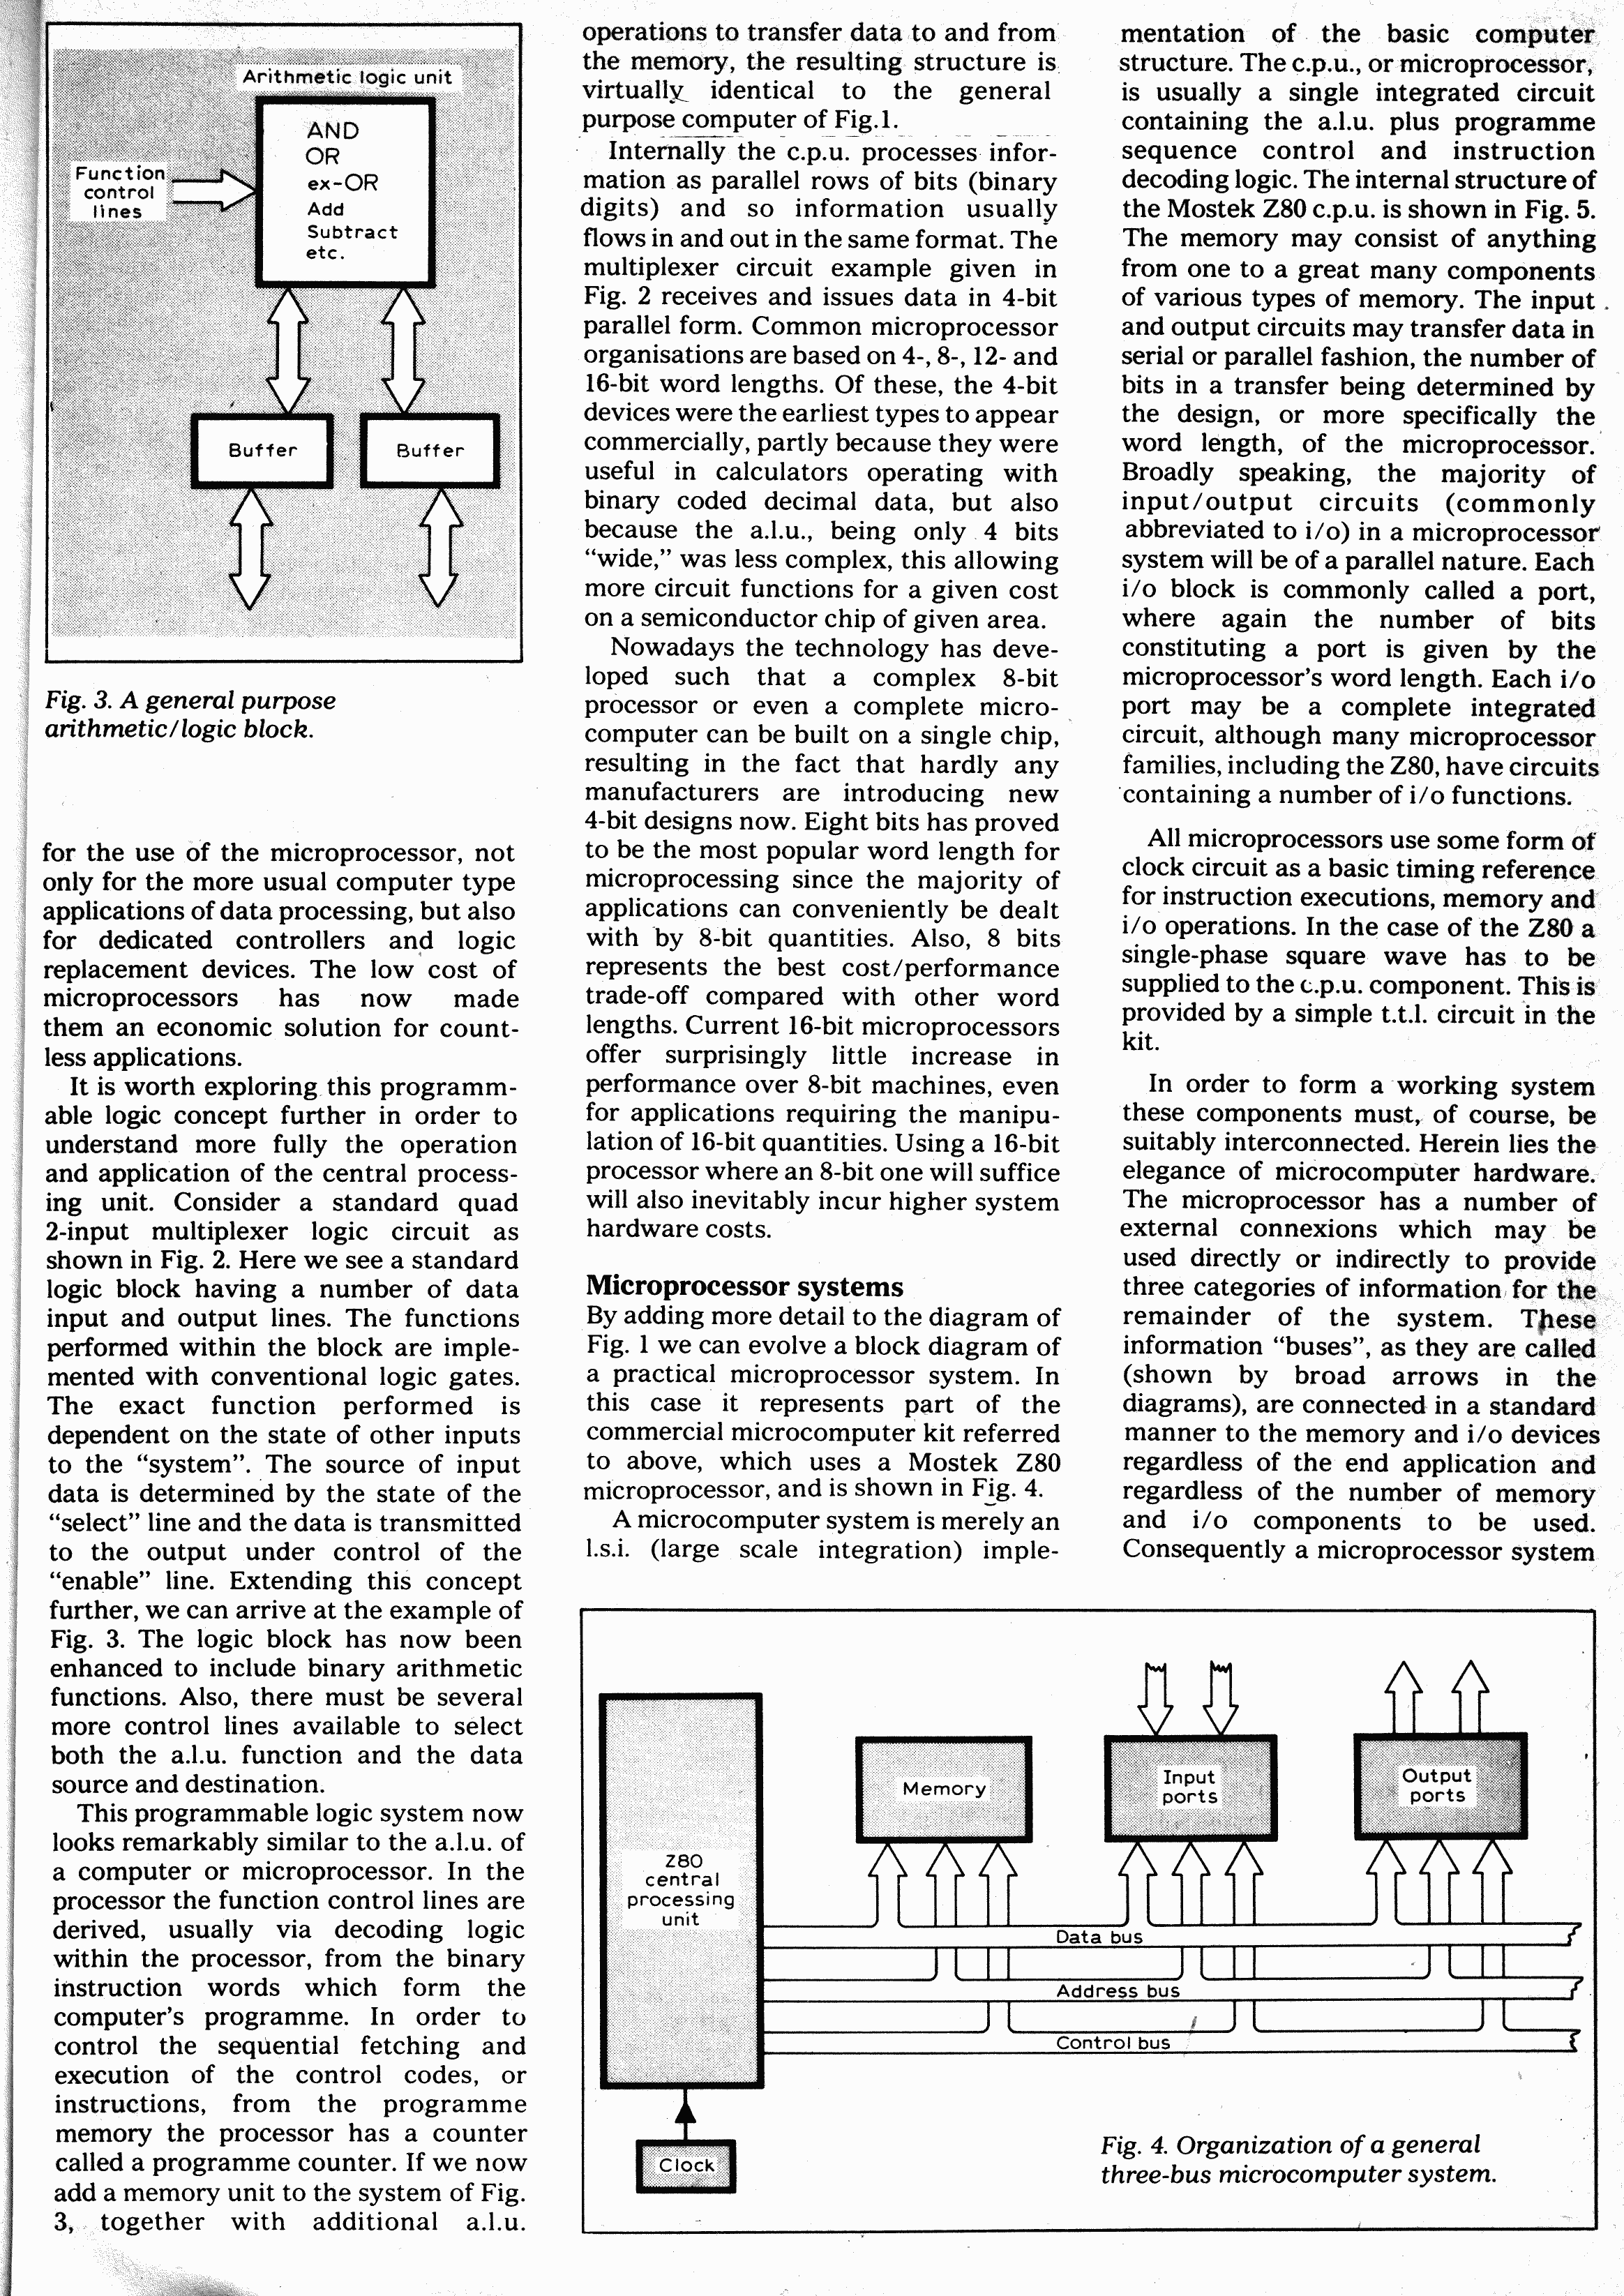 Arithmetic logic unit
AND
OR
ex-OR
Add
Subtract
etc.
Function
control
lines
Buffer
Buffer
Fig. 3. A general purpose
arithmetic/logic block.
for the use of the microprocessor, not
only for the more usual computer type
applications of data processing, but also
for dedicated controllers and logic
replacement devices. The low cost of
microprocessors has now made
them an economic solution for count-
less applications.
It is worth exploring this programm-
able logic concept further in order to
understand more fully the operation
and application of the central process-
ing unit. Consider a standard quad
2-input multiplexer logic circuit as
shown in Fig. 2. Here we see a standard
logic block having a number of data
input and output lines. The functions
performed within the block are imple-
mented with conventional logic gates.
The exact function performed is
dependent on the state of other inputs
to the “system”. The source of input
data is determined by the state of the
“select” line and the data is transmitted
to the output under control of the
“enable” line. Extending this concept
further, we can arrive at the example of
Fig. 3. The logic block has now been
enhanced to include binary arithmetic
functions. Also, there must be several
more control lines available to select
both the a.l.u. function and the data
source and destination.
This programmable logic system now
looks remarkably similar to the a.l.u. of
a computer or microprocessor. In the
processor the function control lines are
derived, usually via decoding logic
within the processor, from the binary
instruction words which form the
computer's programme. In order to
control the sequential fetching and
execution of the control codes, or
instructions, from the programme
memory the processor has a counter
called a programme counter. If we now
add a memory unit to the system of Fig.
3, together with additional a.l.u.
operations to transfer data to and from
the memory, the resulting structure is
virtually identical to the general
purpose computer of Fig.1.
Internally the c.p.u. processes infor-
mation as parallel rows of bits (binary
digits) and so information usually
flows in and out in the same format. The
multiplexer circuit example given in
Fig. 2 receives and issues data in 4-bit
parallel form. Common microprocessor
organisations are based on 4-, 8-, 12- and
16-bit word lengths. Of these, the 4-bit
devices were the earliest types to appear
commercially, partly because they were
useful in calculators operating with
binary coded decimal data, but also
because the a.l.u., being only 4 bits
“wide,” was less complex, this allowing
more circuit functions for a given cost
on a semiconductor chip of given area.
Nowadays the technology has deve-
loped such that a complex 8-bit
processor or even a complete micro-
computer can be built on a single chip,
resulting in the fact that hardly any
manufacturers are introducing new
4-bit designs now. Eight bits has proved
to be the most popular word length for
microprocessing since the majority of
applications can conveniently be dealt
with by 8-bit quantities. Also, 8 bits
represents the best cost/performance
trade-off compared with other word
lengths. Current 16-bit microprocessors
offer surprisingly little increase in
performance over 8-bit machines, even
for applications requiring the manipu-
lation of 16-bit quantities. Using a 16-bit
processor where an 8-bit one will suffice
will also inevitably incur higher system
hardware costs.
Microprocessor systems
By adding more detail to the diagram of
Fig. 1 we can evolve a block diagram of
a practical microprocessor system. In
this case it represents part of the
commercial microcomputer kit referred
to above, which uses a Mostek Z80
microprocessor, and is shown in Fig. 4.
A microcomputer system is merely an
l.s.i. (large scale integration) imple-
mentation of the basic computer
structure. The c.p.u., or microprocessor,
is usually a single integrated circuit
containing the a.l.u. plus programme
sequence control and instruction
decoding logic. The internal structure of
the Mostek Z80 c.p.u. is shown in Fig. 5.
The memory may consist of anything
from one to a great many components
of various types of memory. The input
and output circuits may transfer data in
serial or parallel fashion, the number of
bits in a transfer being determined by
the design, or more specifically the
word length, of the microprocessor.
Broadly speaking, the majority of
input/output circuits (commonly
abbreviated to i/o) in a microprocessor
system will be of a parallel nature. Each
i/o block is commonly called a port,
where again the number of bits
constituting a port is given by the
microprocessor's word length. Each i/o
port may be a complete integrated
circuit, although many microprocessor
families, including the Z80, have circuits
containing a number of i/o functions.
All microprocessors use some form of
clock circuit as a basic timing reference
for instruction executions, memory and
i/o operations. In the case of the Z80 a
single-phase square wave has to be
supplied to the c.p.u. component. This is
provided by a simple t.t.l. circuit in the
kit.
In order to form a working system
these components must, of course, be
suitably interconnected. Herein lies the
elegance of microcomputer hardware.
The microprocessor has a number of
external connexions which may be
used directly or indirectly to provide
three categories of information for the
remainder of the system. These
information “buses”, as they are called
(shown by broad arrows in the
diagrams), are connected in a standard
manner to the memory and i/o devices
regardless of the end application and
regardless of the number of memory
and i/o components to be used.
Consequently a microprocessor system
Z80
central
processing
unit
Memory
Input
ports
Output
ports
Data bus
Address bus
Control bus
Clock
Fig. 4. Organization of a general
three-bus microcomputer system.